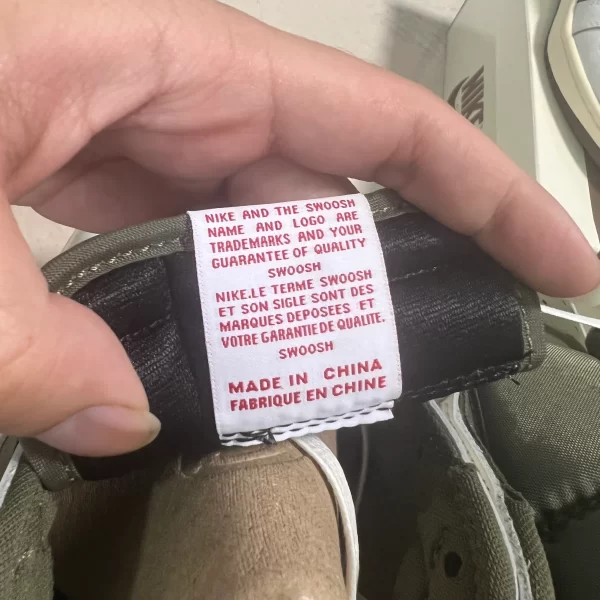 NIKE AND THE SWOOSH
NAME AND LOGO ARE
TRADEMARKS AND YOUR
GUARANTEE OF QUALITY
SWOOSH
NIKE.LE TERME SWOOSH
ET SON SIGLE SONT DES
MARQUES DEPOSEES ET
VOTRE GARANTIE DE QUALITE.
SWOOSH
MADE IN CHINA
FABRIQUE EN CHINE